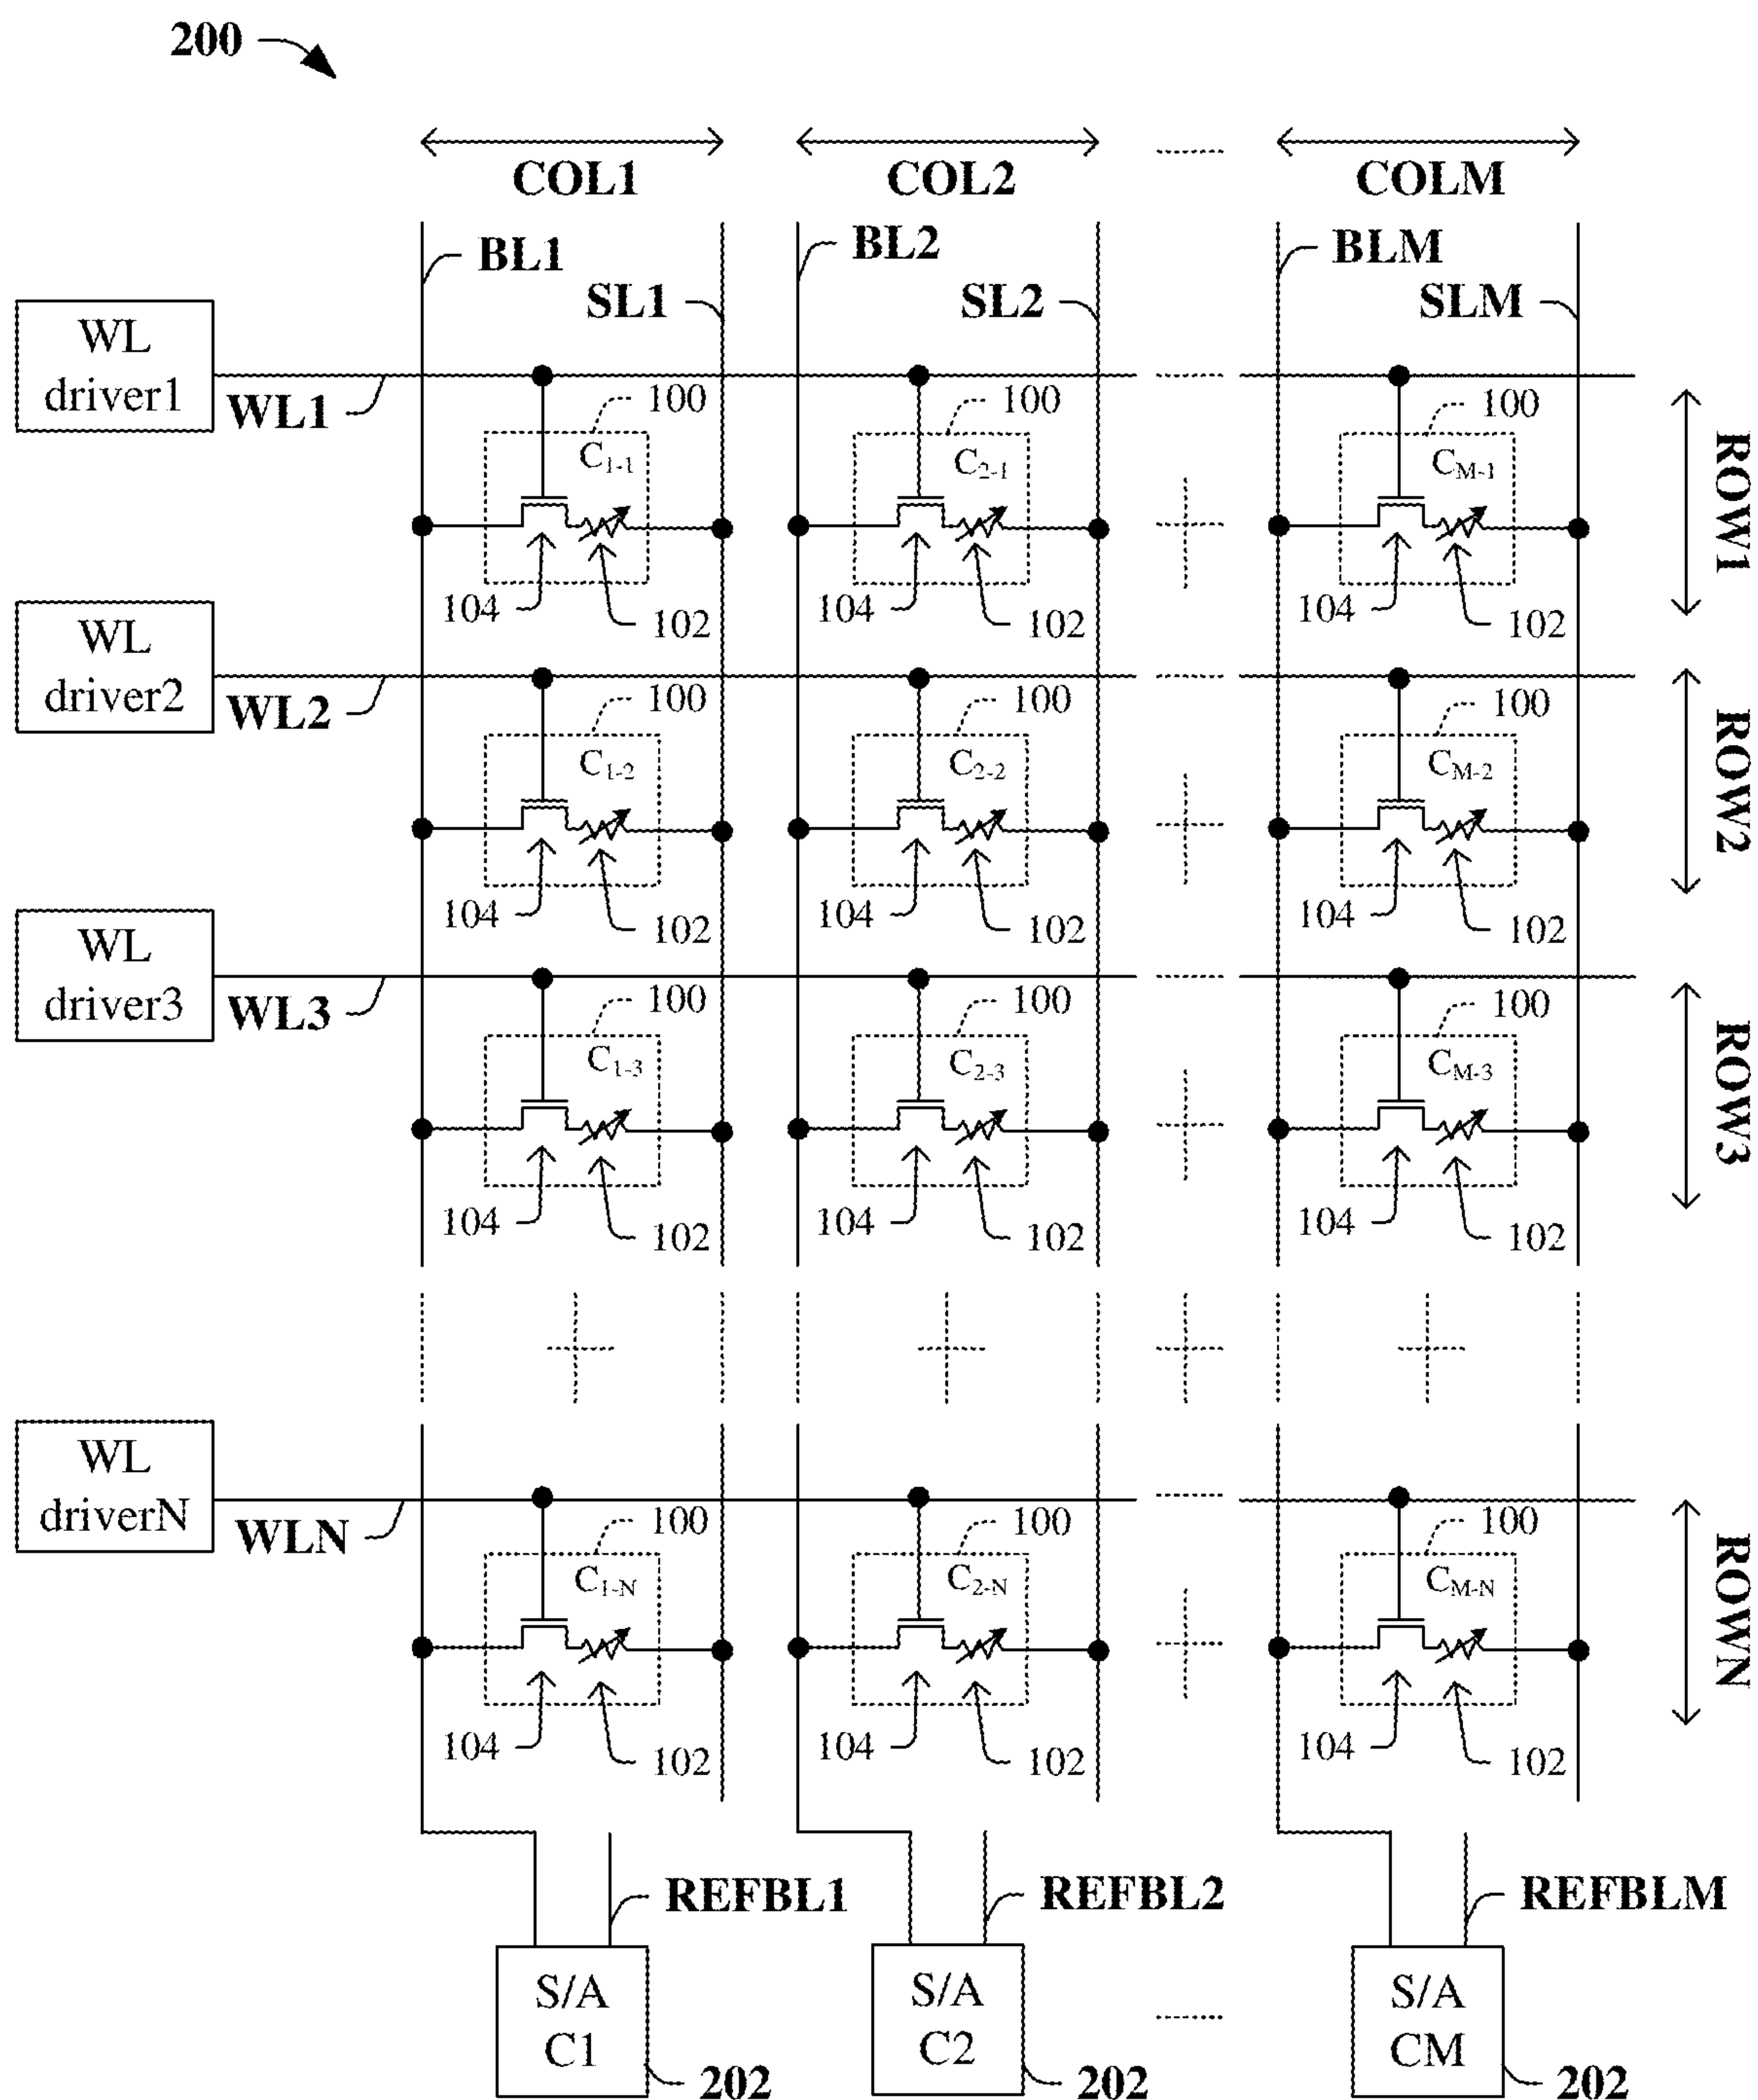 200
COL1 COL2 COLM
BL1 BL2 BLM
SL1 SL2 SLM
WL driver1
WL1
100 100 100
C1-1 C2-1 CM-1
ROW1
104 102 104 102 104 102
WL driver2
WL2
100 100 100
C1-2 C2-2 CM-2
ROW2
104 102 104 102 104 102
WL driver3
WL3
100 100 100
C1-3 C2-3 CM-3
ROW3
104 102 104 102 104 102
WL driverN
WLN
100 100 100
C1-N C2-N CM-N
ROWN
104 102 104 102 104 102
REFBL1 REFBL2 REFBLM
S/A S/A S/A
C1 C2 CM
202 202 202